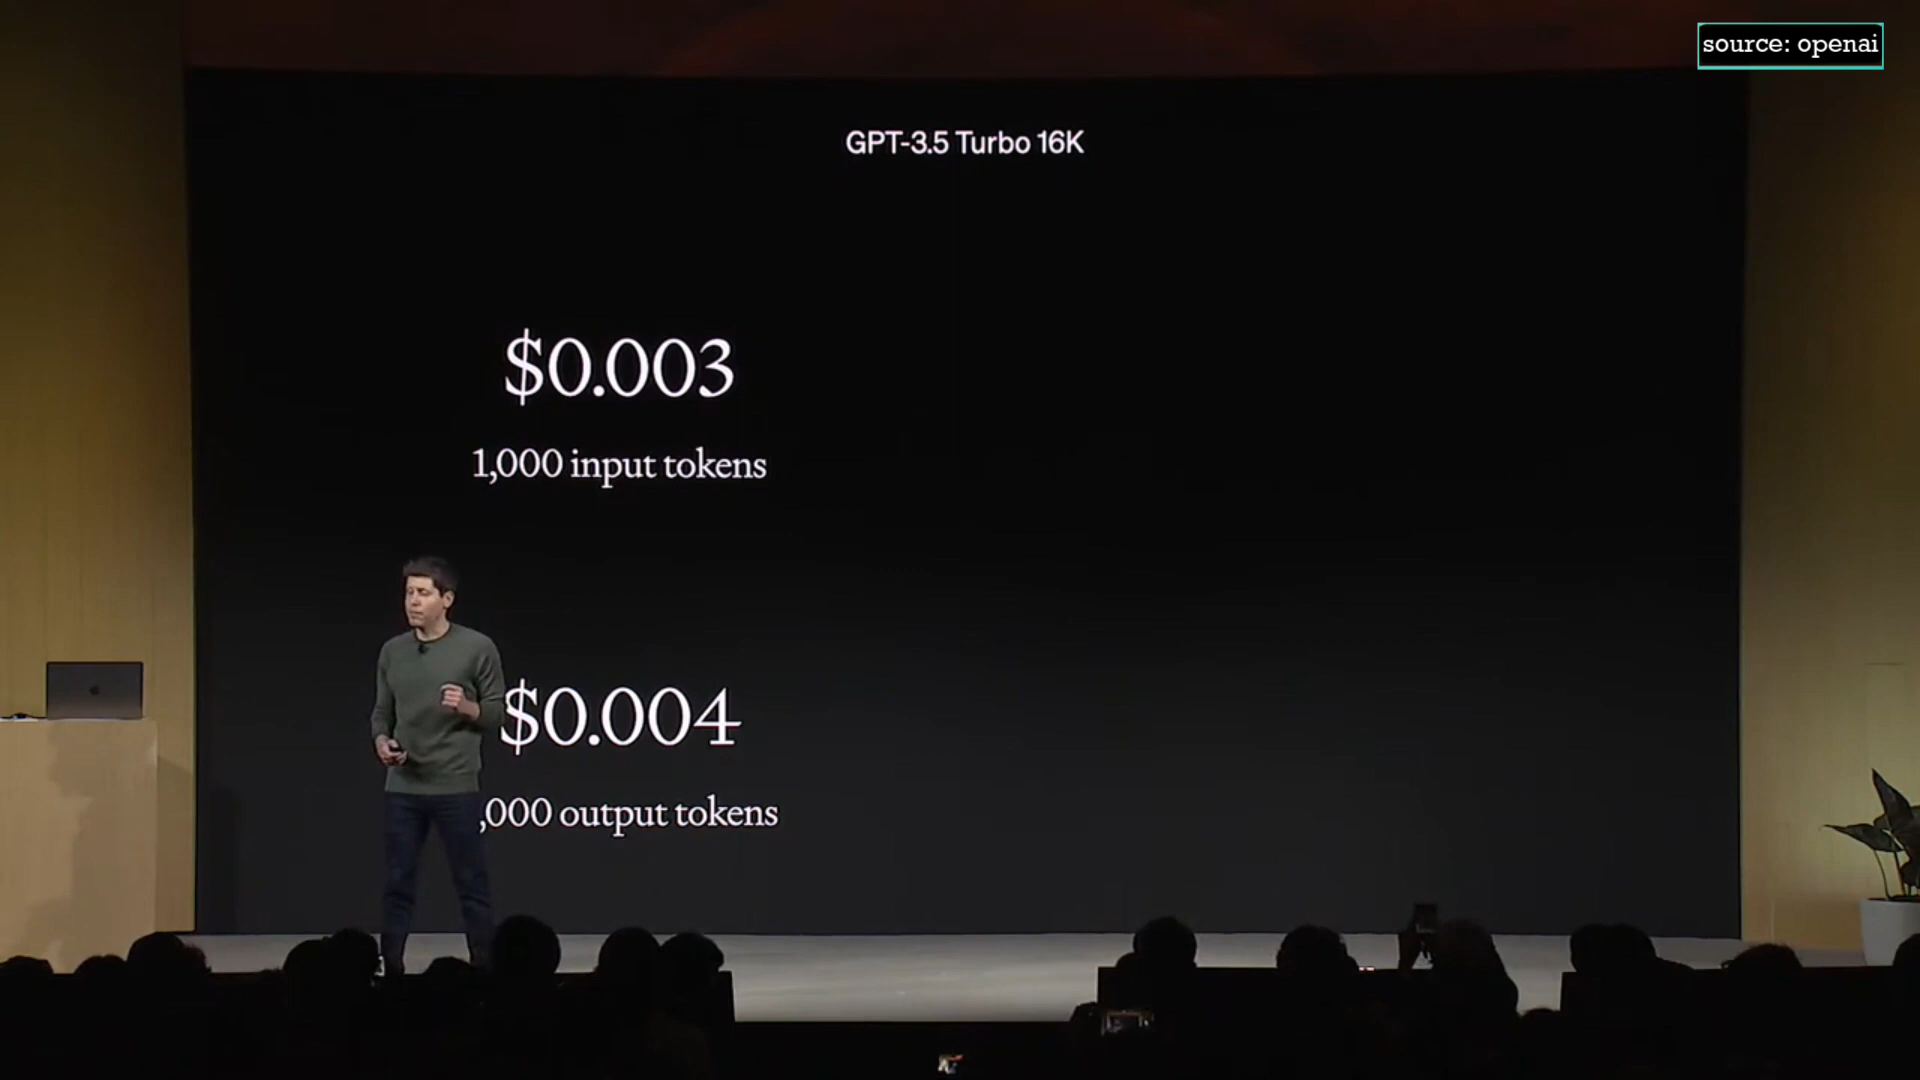 source: openai
GPT-3.5 Turbo 16K
$0.003
1,000 input tokens
$0.004
,000 output tokens